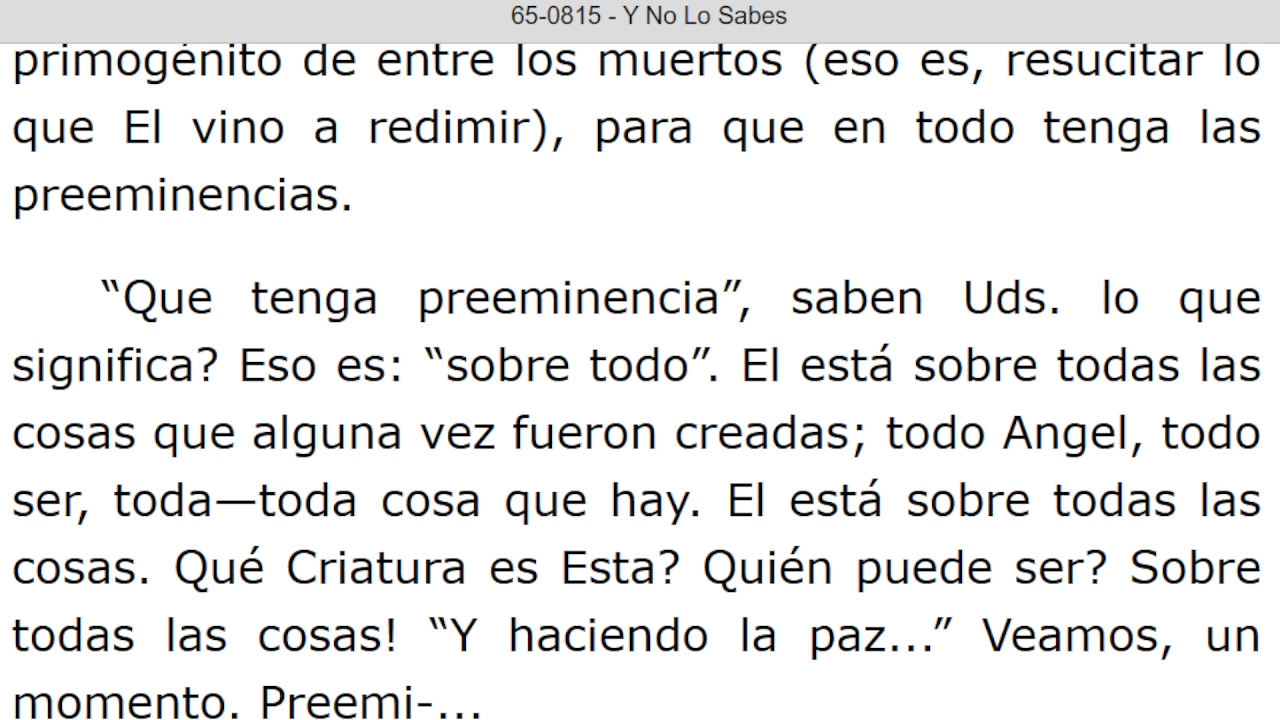 65-0815 - Y No Lo Sabes
primogénito de entre los muertos (eso es, resucitar lo
que El vino a redimir), para que en todo tenga las
preeminencias.
“Que tenga preeminencia”, saben Uds. lo que
significa? Eso es: “sobre todo”. El está sobre todas las
cosas que alguna vez fueron creadas; todo Angel, todo
ser, toda—toda cosa que hay. El está sobre todas las
cosas. Qué Criatura es Esta? Quién puede ser? Sobre
todas las cosas! “Y haciendo la paz...” Veamos, un
momento. Preemi-...